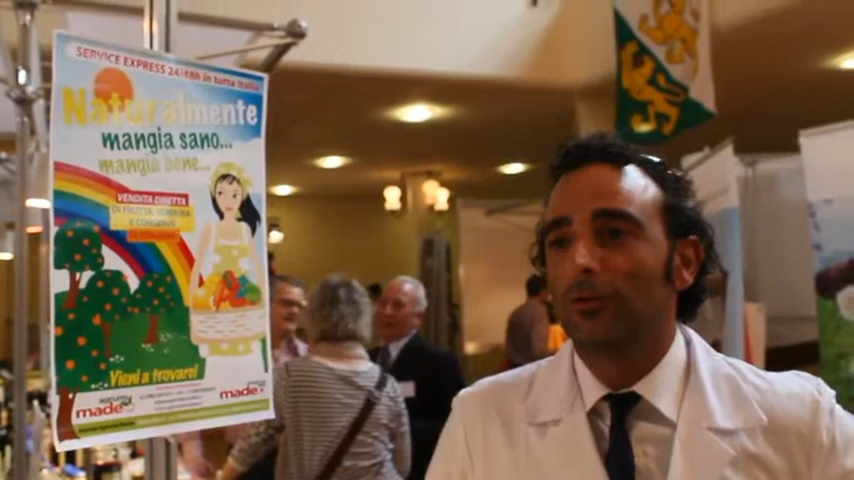 SERVICE EXPRESS 24/48h in tutta Italia!
Naturalmente
mangia sano...
mangia bene...
VENDITA DIRETTA
DI FRUTTA, VERDURA
E CONSERVE
Vieni a trovarci!
made
made